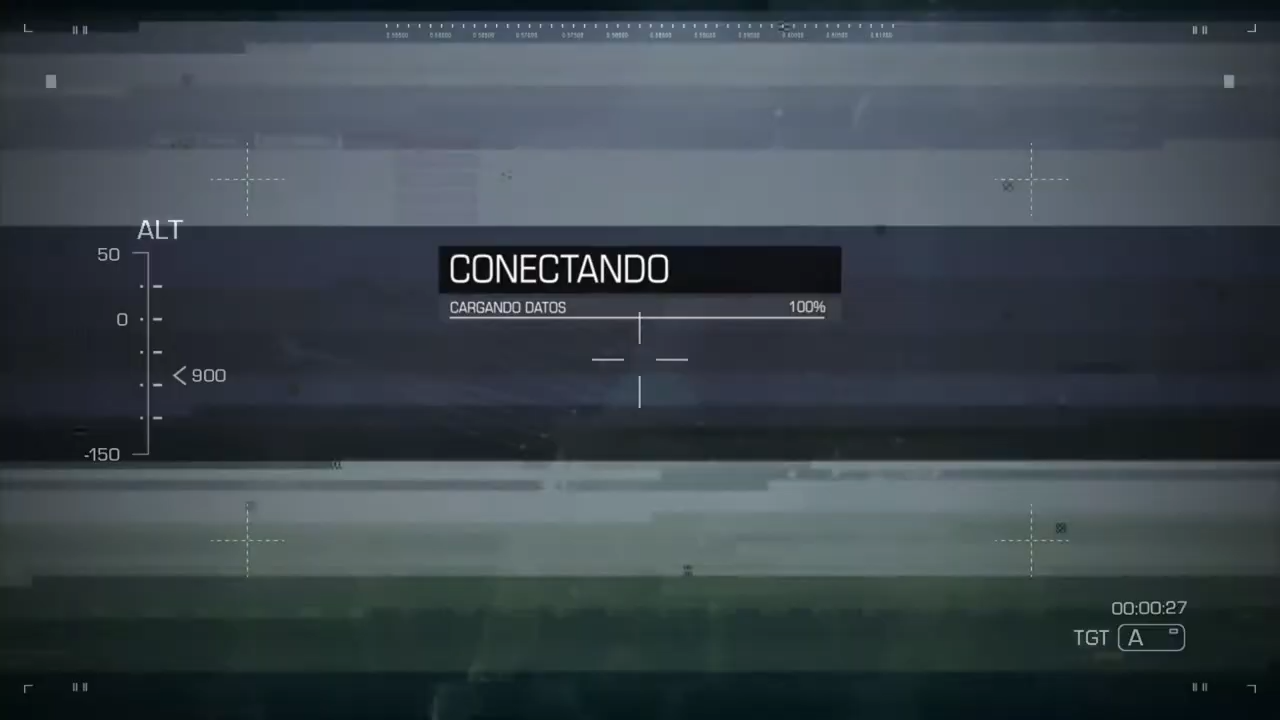 ALT
50
0
900
-150
CONECTANDO
CARGANDO DATOS 100%
00:00:27
TGT A